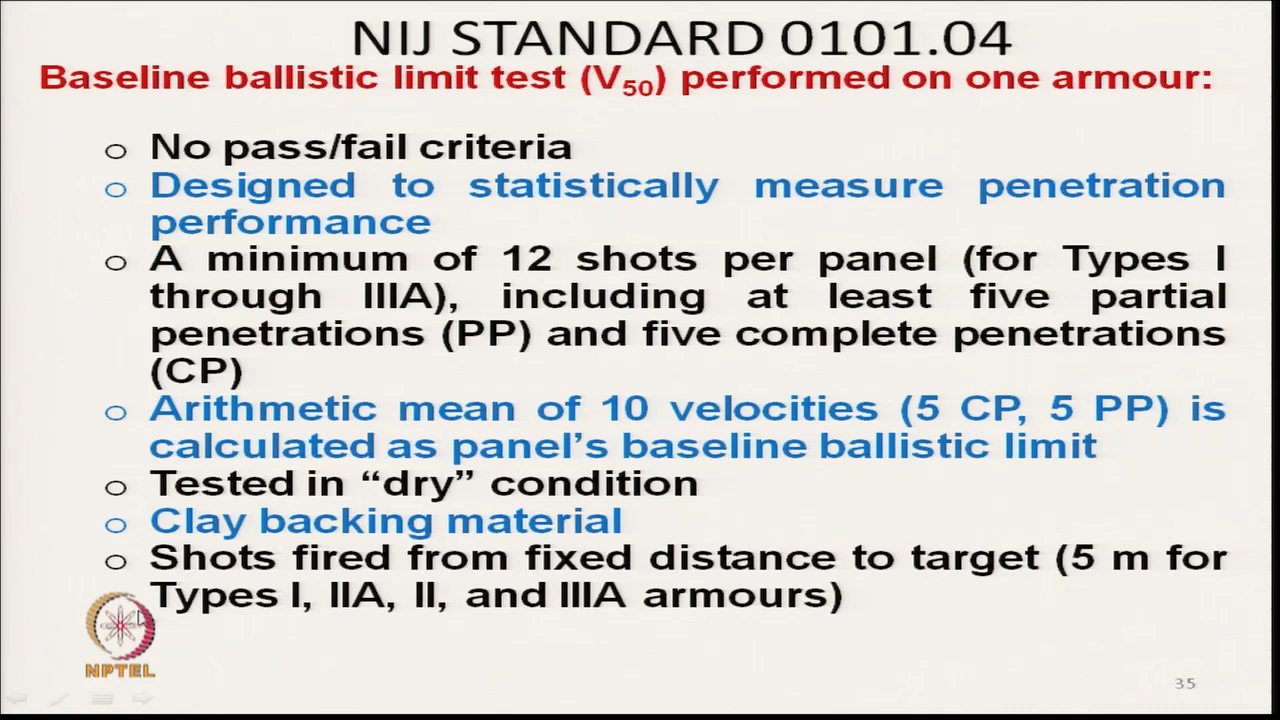 NIJ STANDARD 0101.04
Baseline ballistic limit test (V50) performed on one armour:
o No pass/fail criteria
o Designed to statistically measure penetration
performance
o A minimum of 12 shots per panel (for Types I
through IIIA), including at least five partial
penetrations (PP) and five complete penetrations
(CP)
o Arithmetic mean of 10 velocities (5 CP, 5 PP) is
calculated as panel’s baseline ballistic limit
o Tested in “dry” condition
o Clay backing material
o Shots fired from fixed distance to target (5 m for
Types I, IIA, II, and IIIA armours)
NPTEL
35